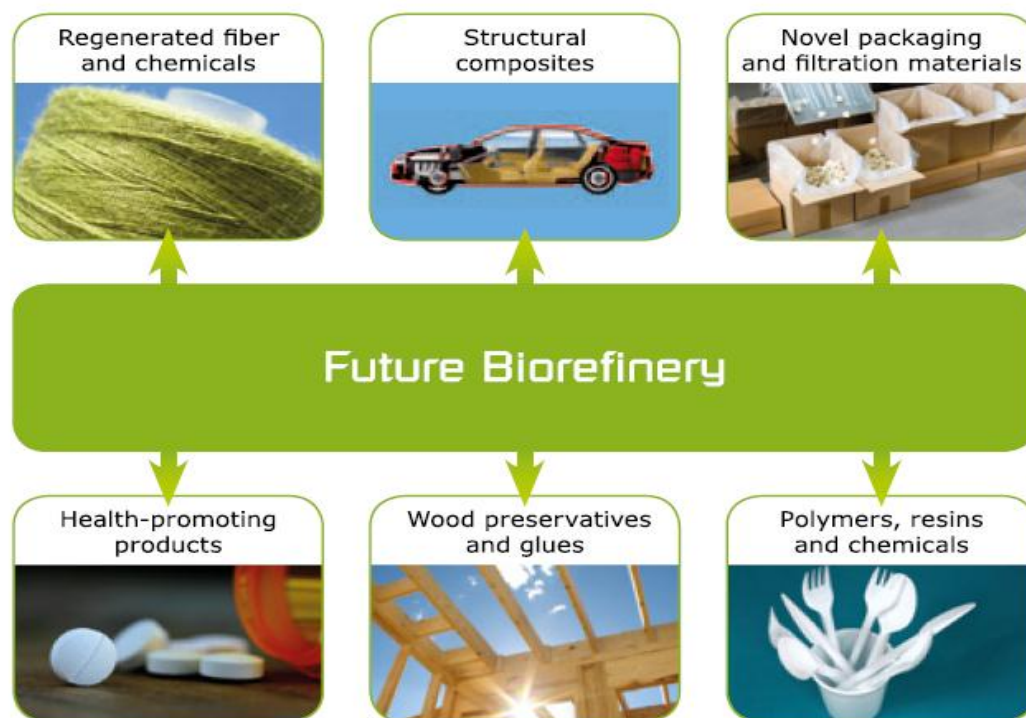 Regenerated fiber
and chemicals
Structural
composites
Novel packaging
and filtration materials
Future Biorefinery
Health-promoting
products
Wood preservatives
and glues
Polymers, resins
and chemicals